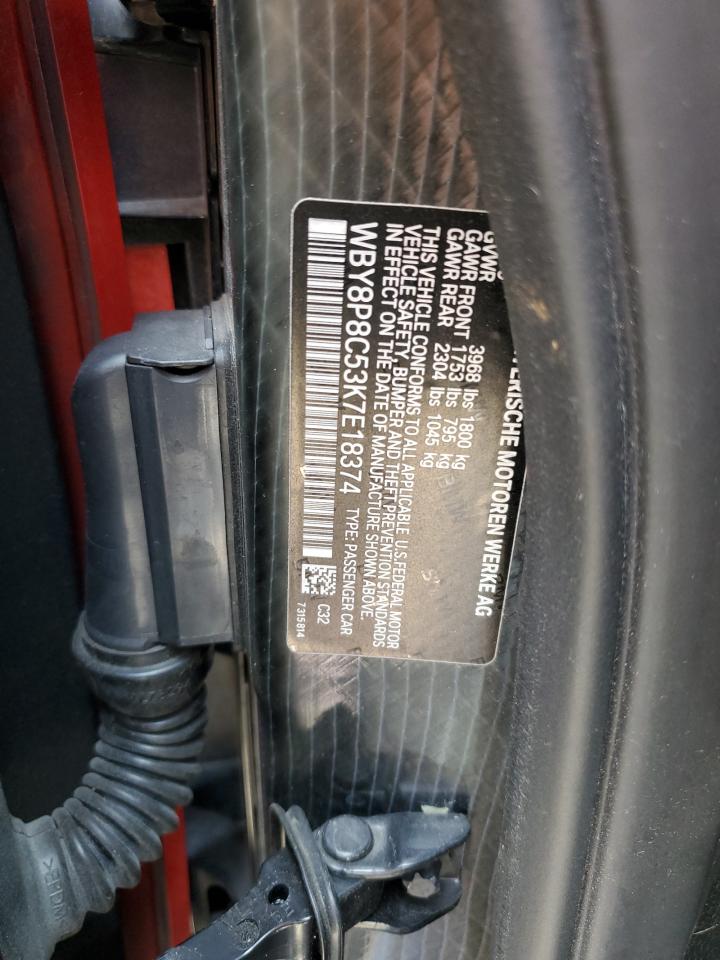 ERISCHE MOTOREN WERKE AG
GVWR 3968 lbs 1800 kg
GAWR FRONT 1753 lbs 795 kg
GAWR REAR 2304 lbs 1045 kg
THIS VEHICLE CONFORMS TO ALL APPLICABLE U.S.FEDERAL MOTOR
VEHICLE SAFETY, BUMPER AND THEFT PREVENTION STANDARDS
IN EFFECT ON THE DATE OF MANUFACTURE SHOWN ABOVE.
WBY8P8C53K7E18374 TYPE: PASSENGER CAR
C32
7315814